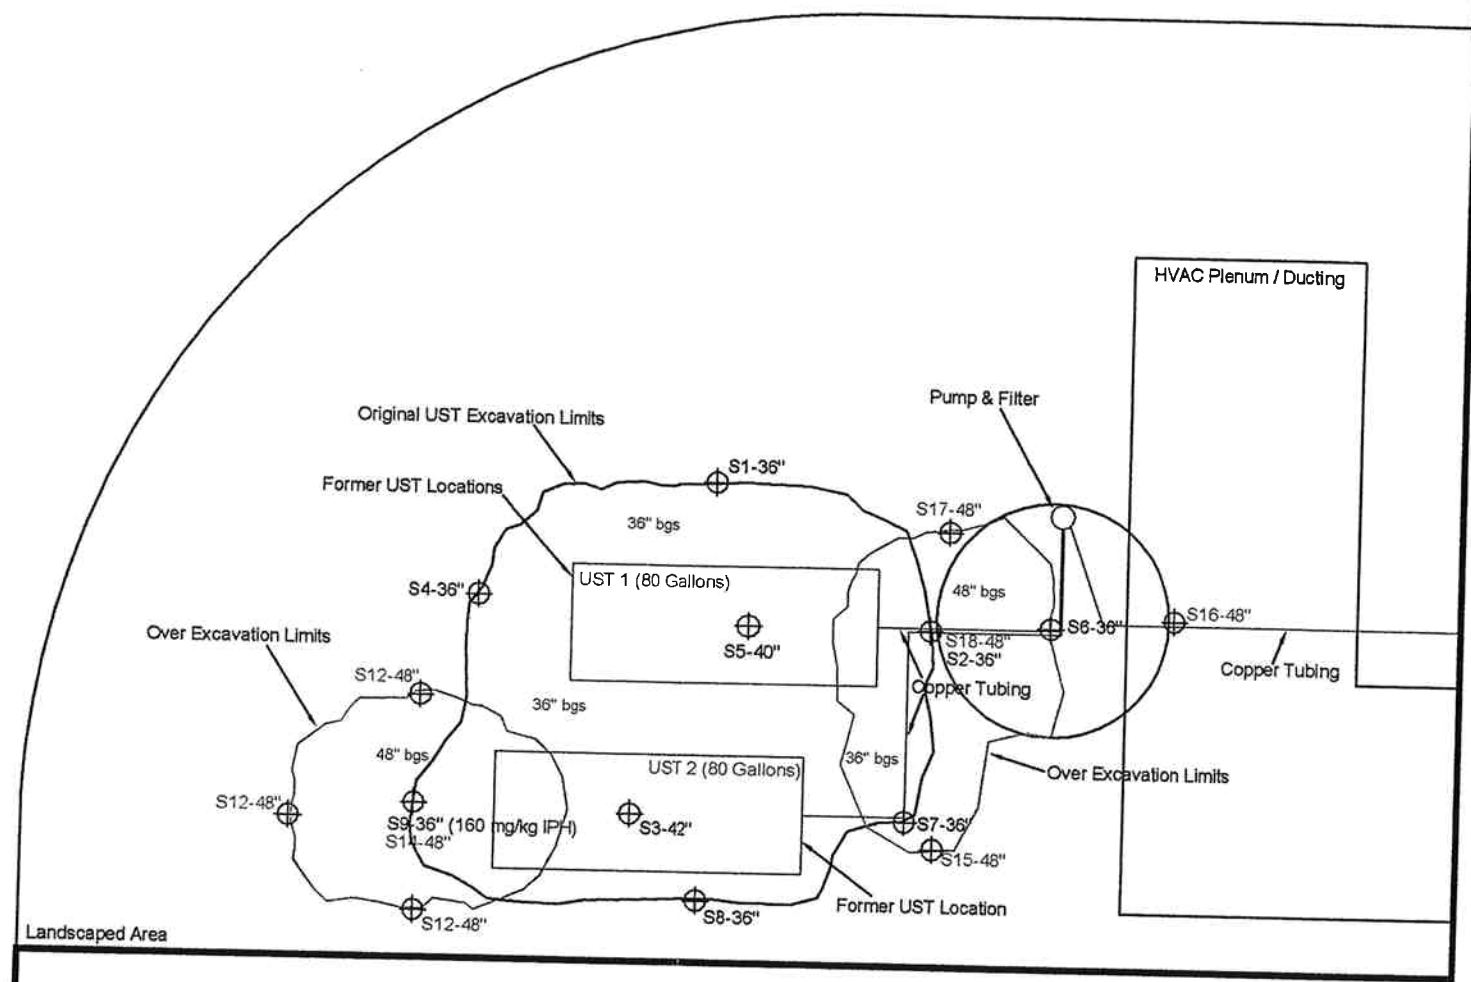 HVAC Plenum / Ducting
Pump & Filter
Original UST Excavation Limits
S1-36"
Former UST Locations
S17-48"
36" bgs
UST 1 (80 Gallons)
S4-36"
48" bgs
S16-48"
Over Excavation Limits
S5-40"
S18-48"
S6-36"
S2-36"
S12-48"
Copper Tubing
Copper Tubing
36" bgs
48" bgs
36" bgs
UST 2 (80 Gallons)
Over Excavation Limits
S12-48"
S9-36" (160 mg/kg IPH)
S3-42"
S7-36"
S14-48"
S15-48"
S12-48"
S8-36"
Former UST Location
Landscaped Area